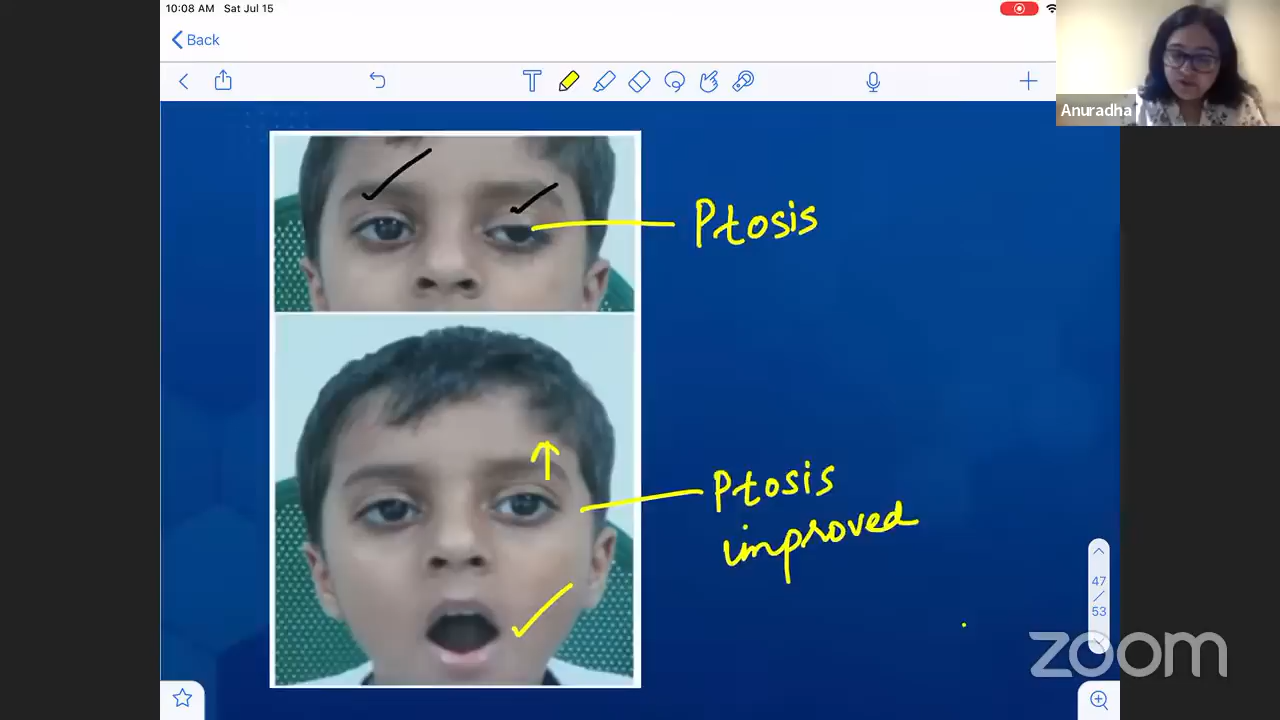 10:08 AM Sat Jul 15
Back
T
Anuradha
Ptosis
Ptosis
improved
47
/
53
zoom